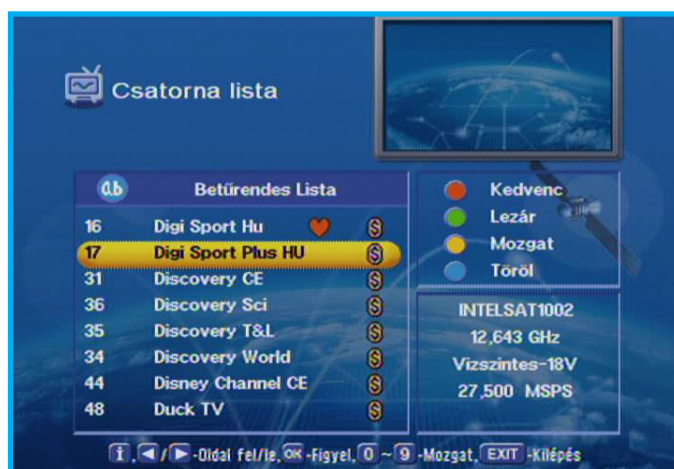 Csatorna lista
ab Betűrendes Lista
16 Digi Sport Hu $
17 Digi Sport Plus HU $
31 Discovery CE $
36 Discovery Sci $
35 Discovery T&L $
34 Discovery World $
44 Disney Channel CE $
48 Duck TV $
Kedvenc
Lezár
Mozgat
Töröl
INTELSAT1002
12,643 GHz
Vizszintes-18V
27,500 MSPS
i ,◀/▶-Oldal fel/le, OK -Figyel, 0 ~ 9 -Mozgat, EXIT -Kilépés